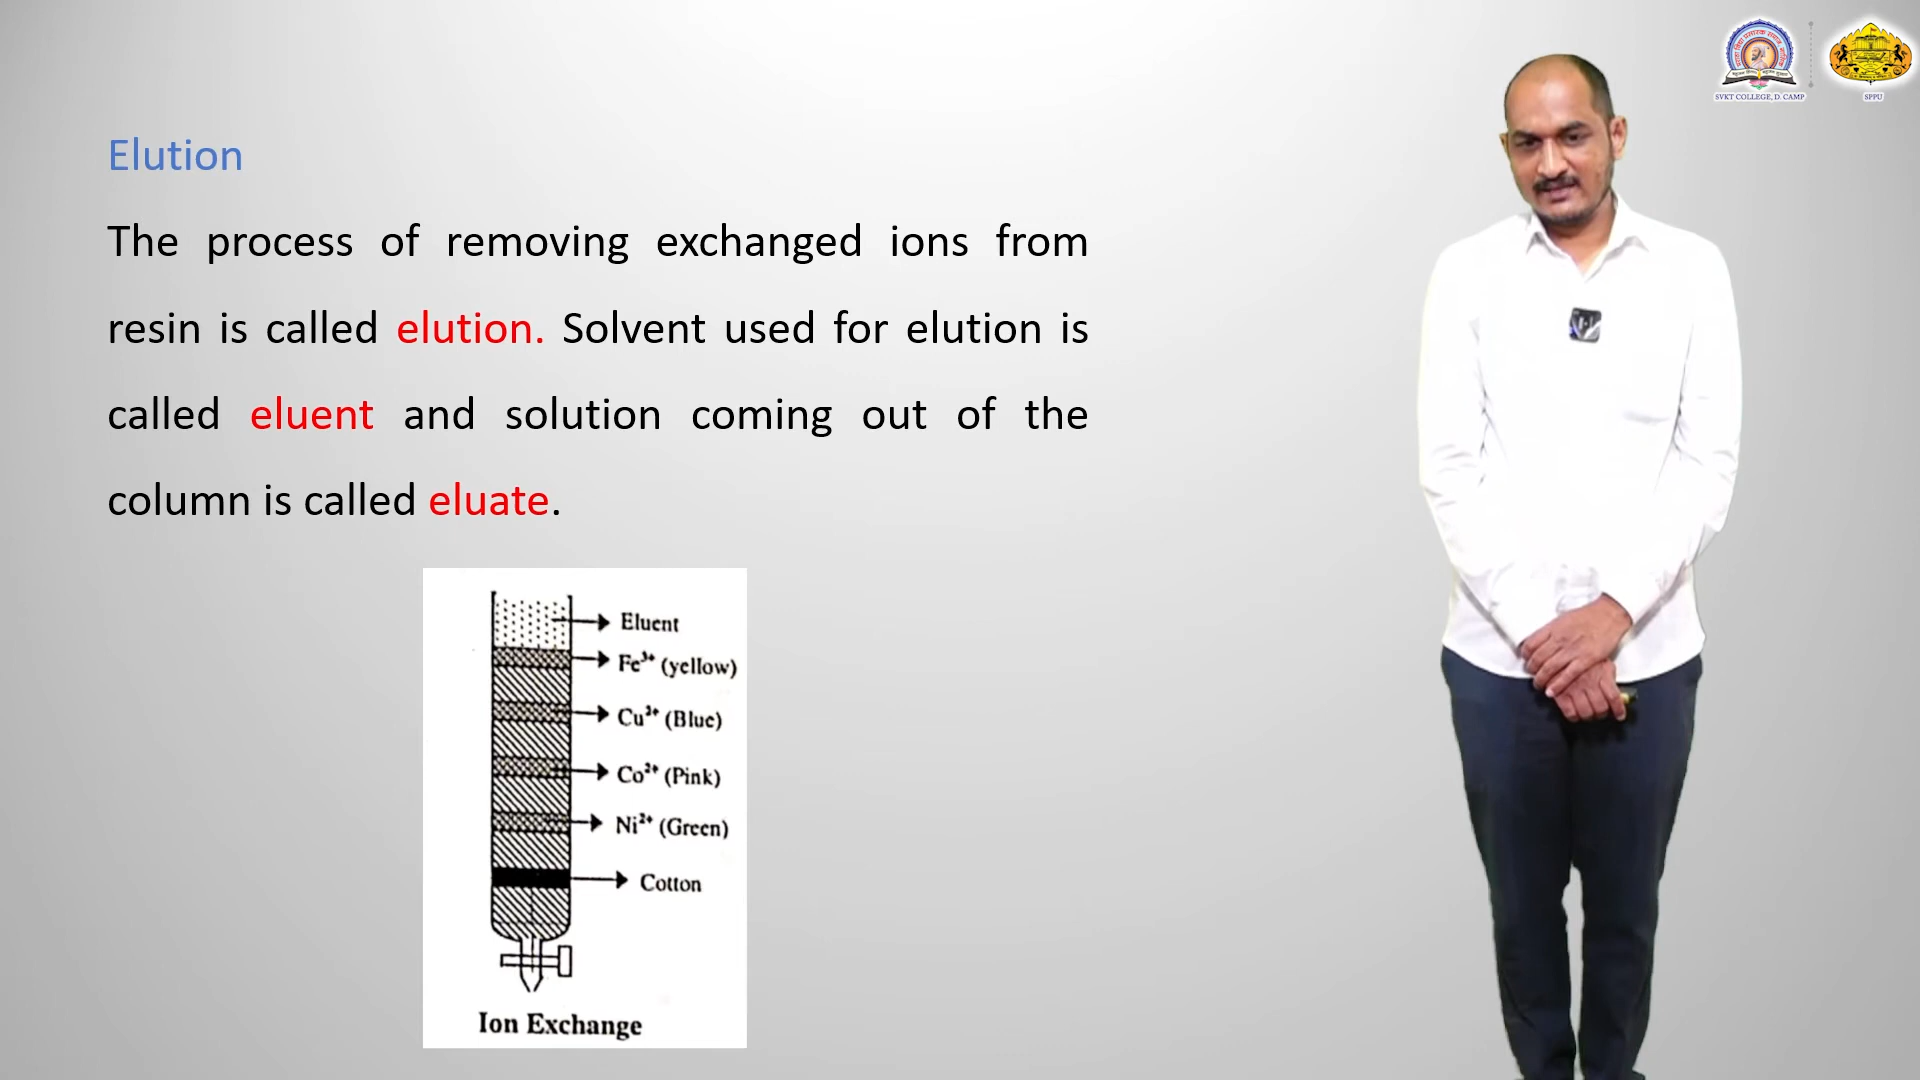 SVKT COLLEGE, D. CAMP
SPPU
Elution
The process of removing exchanged ions from
resin is called elution. Solvent used for elution is
called eluent and solution coming out of the
column is called eluate.
Eluent
Fe³⁺ (yellow)
Cu²⁺ (Blue)
Co²⁺ (Pink)
Ni²⁺ (Green)
Cotton
Ion Exchange